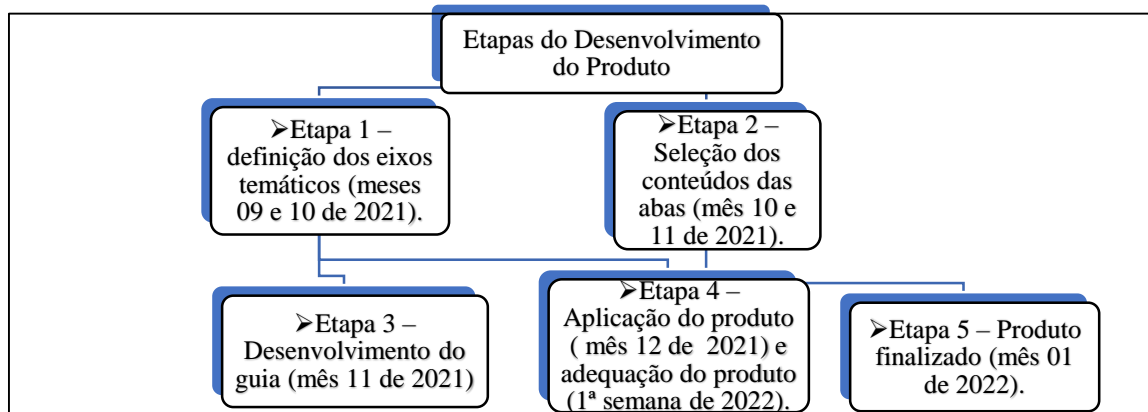 Etapas do Desenvolvimento
do Produto
➢Etapa 1 –
definição dos eixos
temáticos (meses
09 e 10 de 2021).
➢Etapa 2 –
Seleção dos
conteúdos das
abas (mês 10 e
11 de 2021).
➢Etapa 3 –
Desenvolvimento do
guia (mês 11 de 2021)
➢Etapa 4 –
Aplicação do produto
( mês 12 de 2021) e
adequação do produto
(1ª semana de 2022).
➢Etapa 5 – Produto
finalizado (mês 01
de 2022).